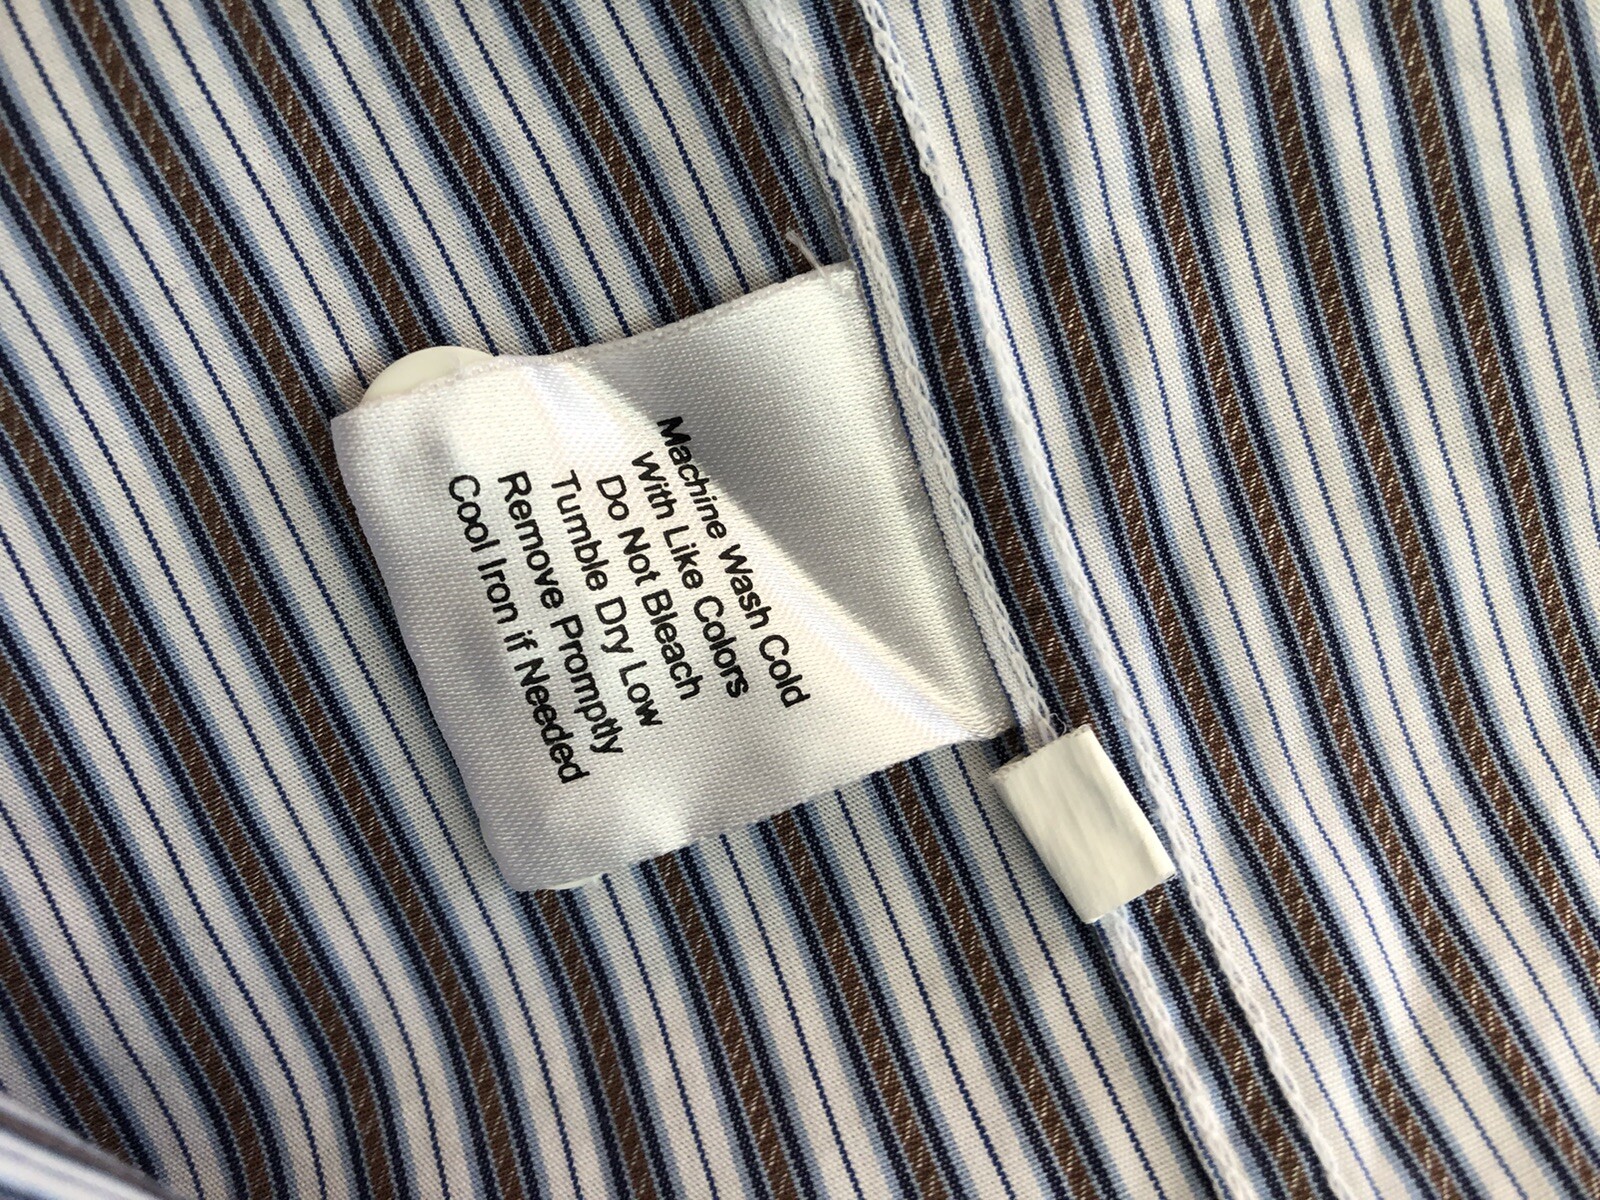 Machine Wash Cold
With Like Colors
Do Not Bleach
Tumble Dry Low
Remove Promptly
Cool Iron if Needed